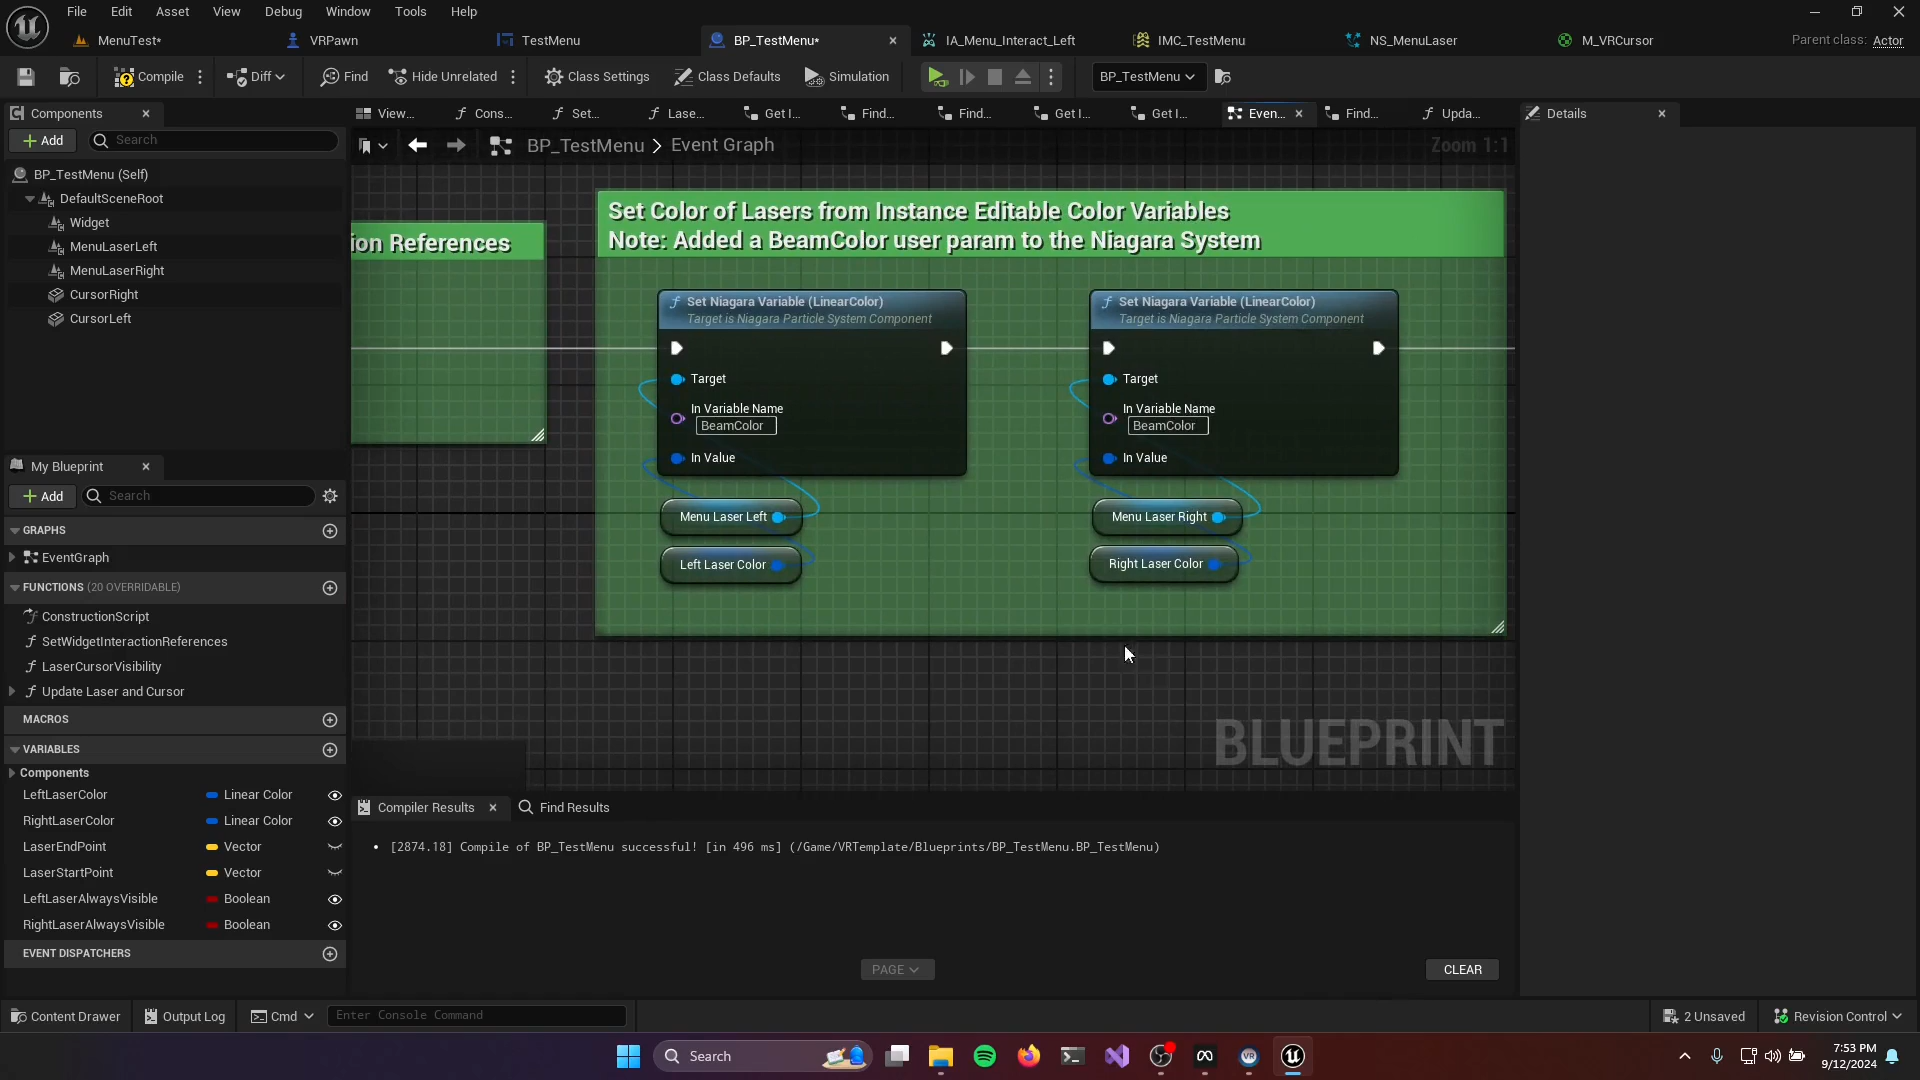 File Edit Asset View Debug Window Tools Help
MenuTest* VRPawn TestMenu BP_TestMenu* IA_Menu_Interact_Left IMC_TestMenu NS_MenuLaser M_VRCursor Parent class: Actor
Compile Diff Find Hide Unrelated Class Settings Class Defaults Simulation BP_TestMenu
Components
View... Cons... Set... Lase... Get I... Find... Find... Get I... Get I... Even... Find... Upda...
Details
Add Search
BP_TestMenu > Event Graph
Zoom 1:1
BP_TestMenu (Self)
DefaultSceneRoot
Widget
MenuLaserLeft
MenuLaserRight
CursorRight
CursorLeft
ion References
Set Color of Lasers from Instance Editable Color Variables
Note: Added a BeamColor user param to the Niagara System
Set Niagara Variable (LinearColor)
Target is Niagara Particle System Component
Target
In Variable Name
BeamColor
In Value
Menu Laser Left
Left Laser Color
Set Niagara Variable (LinearColor)
Target is Niagara Particle System Component
Target
In Variable Name
BeamColor
In Value
Menu Laser Right
Right Laser Color
BLUEPRINT
My Blueprint
Add Search
GRAPHS
EventGraph
FUNCTIONS (20 OVERRIDABLE)
ConstructionScript
SetWidgetInteractionReferences
LaserCursorVisibility
Update Laser and Cursor
MACROS
VARIABLES
Components
LeftLaserColor Linear Color
RightLaserColor Linear Color
LaserEndPoint Vector
LaserStartPoint Vector
LeftLaserAlwaysVisible Boolean
RightLaserAlwaysVisible Boolean
EVENT DISPATCHERS
Compiler Results Find Results
[2874.18] Compile of BP_TestMenu successful! [in 496 ms] (/Game/VRTemplate/Blueprints/BP_TestMenu.BP_TestMenu)
PAGE CLEAR
Content Drawer Output Log Cmd Enter Console Command 2 Unsaved Revision Control
Search
7:53 PM
9/12/2024